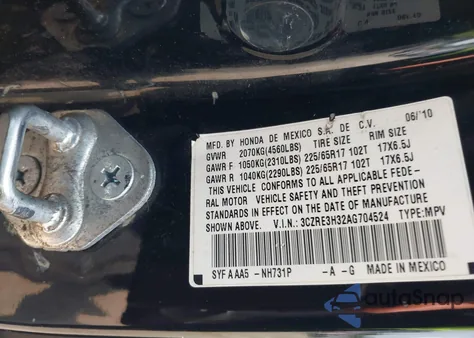 MFD. BY HONDA DE MEXICO S.A. DE C.V. 06/10
GVWR 2070KG(4560LBS) TIRE SIZE RIM SIZE
GAWR F 1050KG(2310LBS) 225/65R17 102T 17X6.5J
GAWR R 1040KG(2290LBS) 225/65R17 102T 17X6.5J
THIS VEHICLE CONFORMS TO ALL APPLICABLE FEDE-
RAL MOTOR VEHICLE SAFETY AND THEFT PREVENTION
STANDARDS IN EFFECT ON THE DATE OF MANUFACTURE
SHOWN ABOVE. V.I.N.: 3CZRE3H32AG704524 TYPE:MPV
SYF A AA5 -NH731P -A -G MADE IN MEXICO
autoSnap